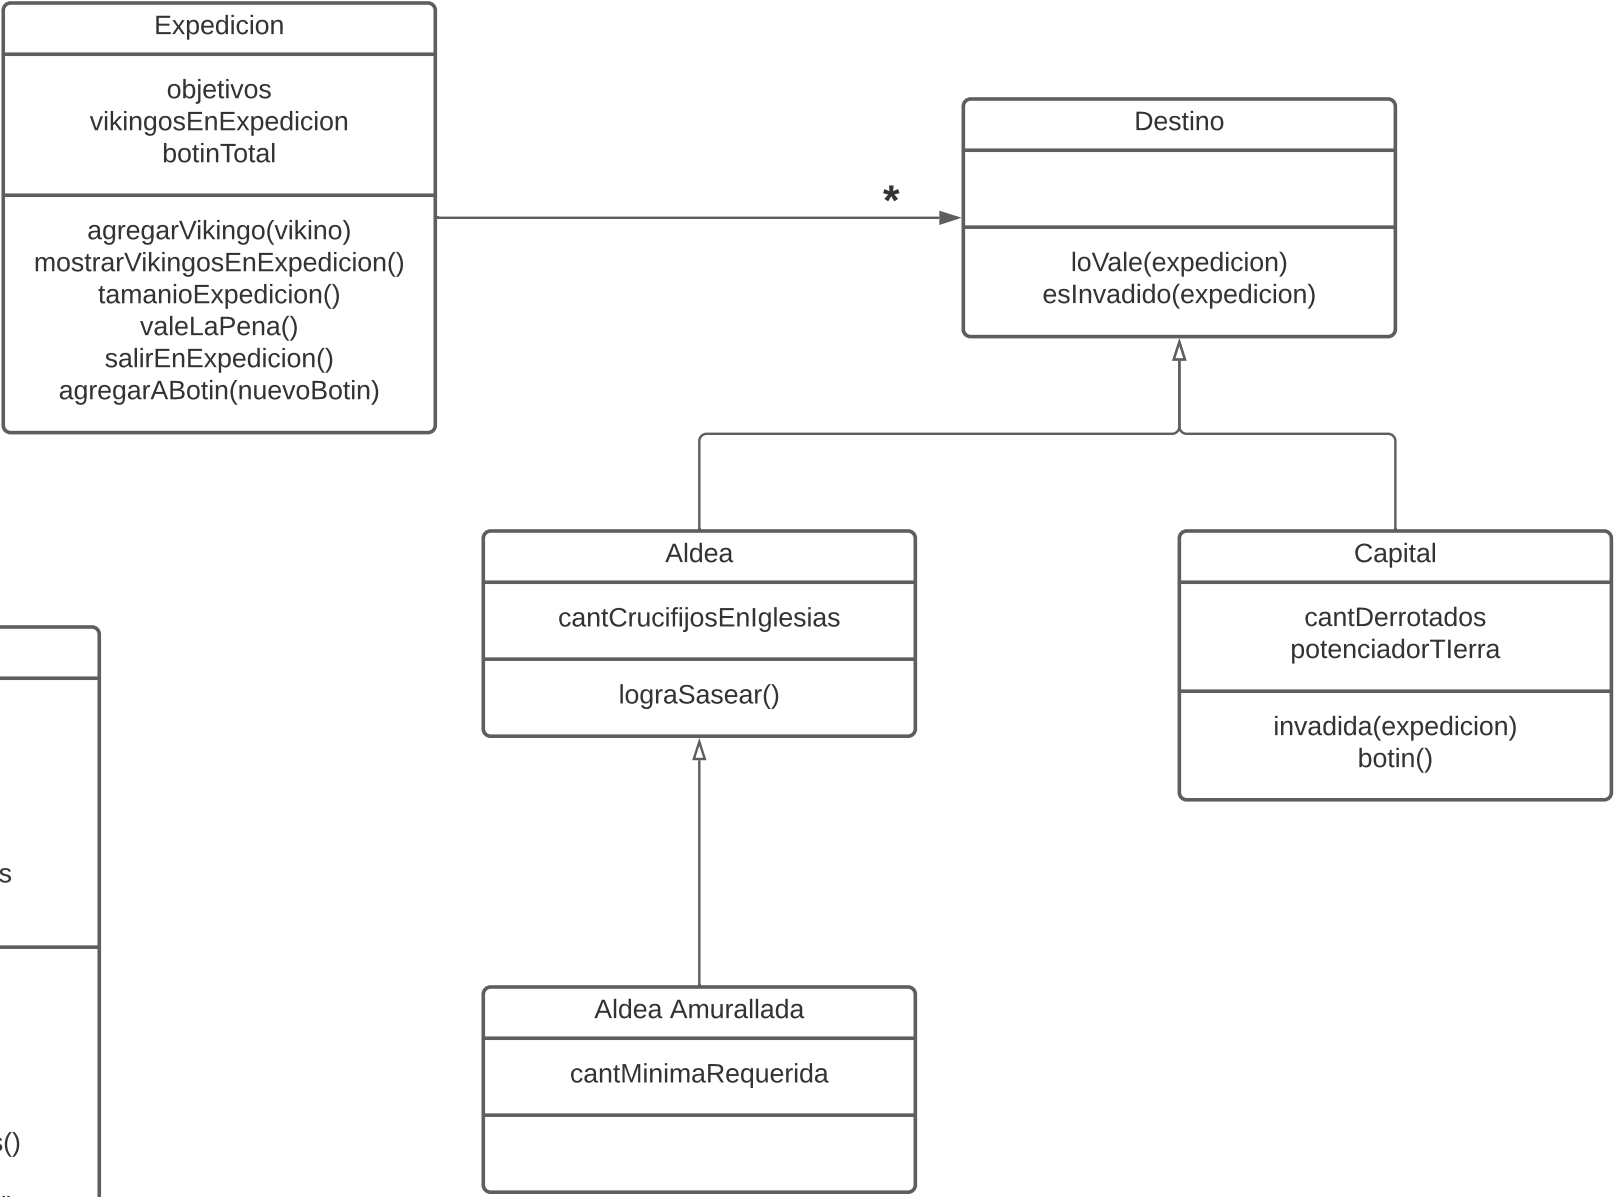 Expedicion
objetivos
vikingosEnExpedicion
botinTotal
agregarVikingo(vikino)
mostrarVikingosEnExpedicion()
tamanioExpedicion()
valeLaPena()
salirEnExpedicion()
agregarABotin(nuevoBotin)
*
Destino
loVale(expedicion)
esInvadido(expedicion)
Aldea
cantCrucifijosEnIglesias
lograSasear()
Capital
cantDerrotados
potenciadorTIerra
invadida(expedicion)
botin()
Aldea Amurallada
cantMinimaRequerida